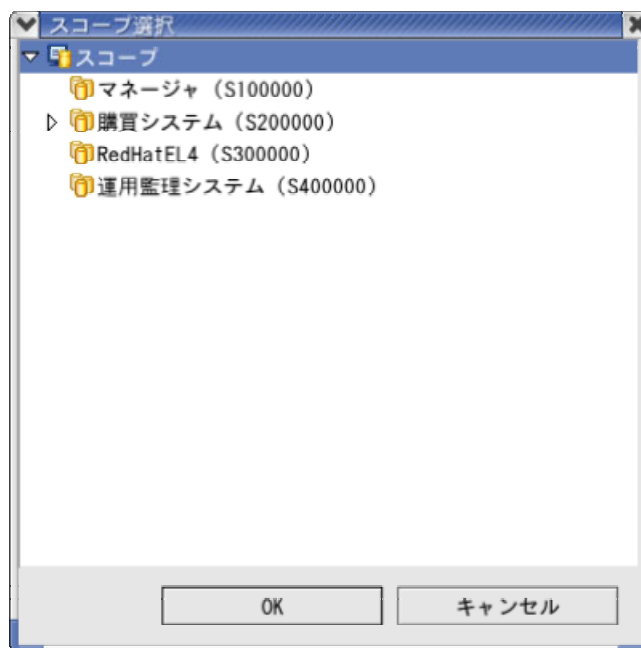 スコープ選択
スコープ
マネージャ (S100000)
購買システム (S200000)
RedHatEL4 (S300000)
運用監理システム (S400000)
OK
キャンセル